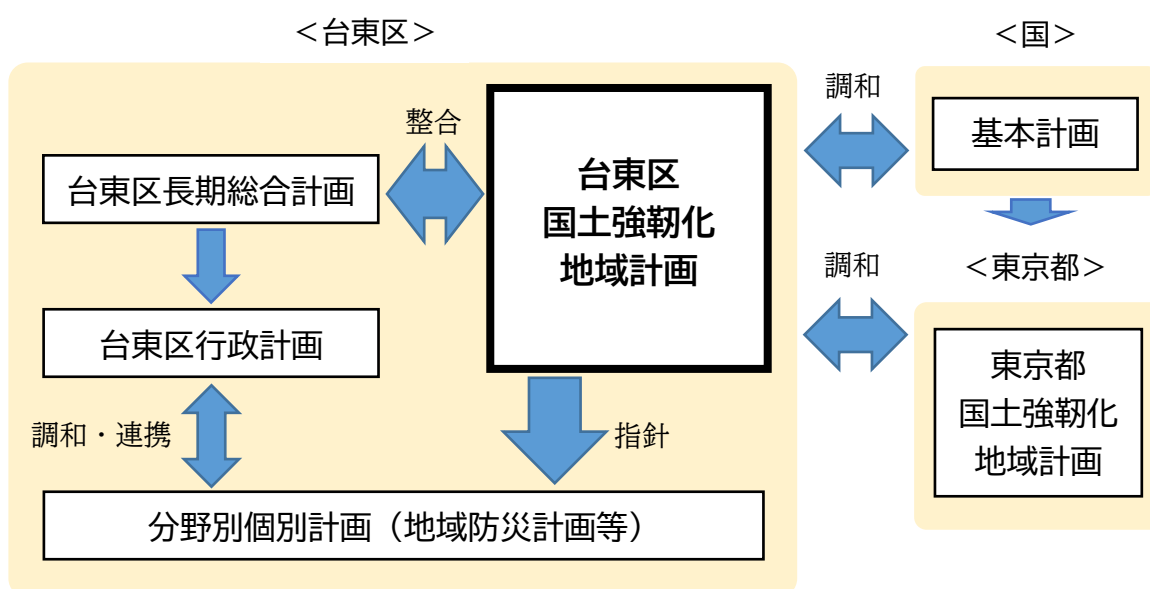 ＜台東区＞
整合
台東区長期総合計画
台東区
国土強靱化
地域計画
台東区行政計画
調和・連携
指針
分野別個別計画（地域防災計画等）
調和
＜国＞
基本計画
調和
＜東京都＞
東京都
国土強靱化
地域計画